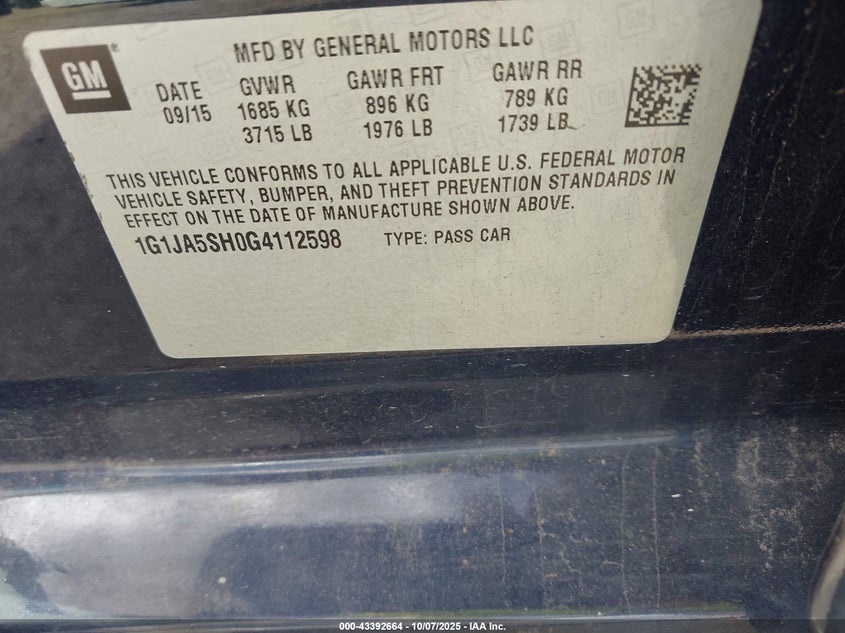 GM
MFD BY GENERAL MOTORS LLC
DATE GVWR GAWR FRT GAWR RR
09/15 1685 KG 896 KG 789 KG
3715 LB 1976 LB 1739 LB
THIS VEHICLE CONFORMS TO ALL APPLICABLE U.S. FEDERAL MOTOR
VEHICLE SAFETY, BUMPER, AND THEFT PREVENTION STANDARDS IN
EFFECT ON THE DATE OF MANUFACTURE SHOWN ABOVE.
1G1JA5SH0G4112598 TYPE: PASS CAR
000-43392664 - 10/07/2025 - IAA Inc.